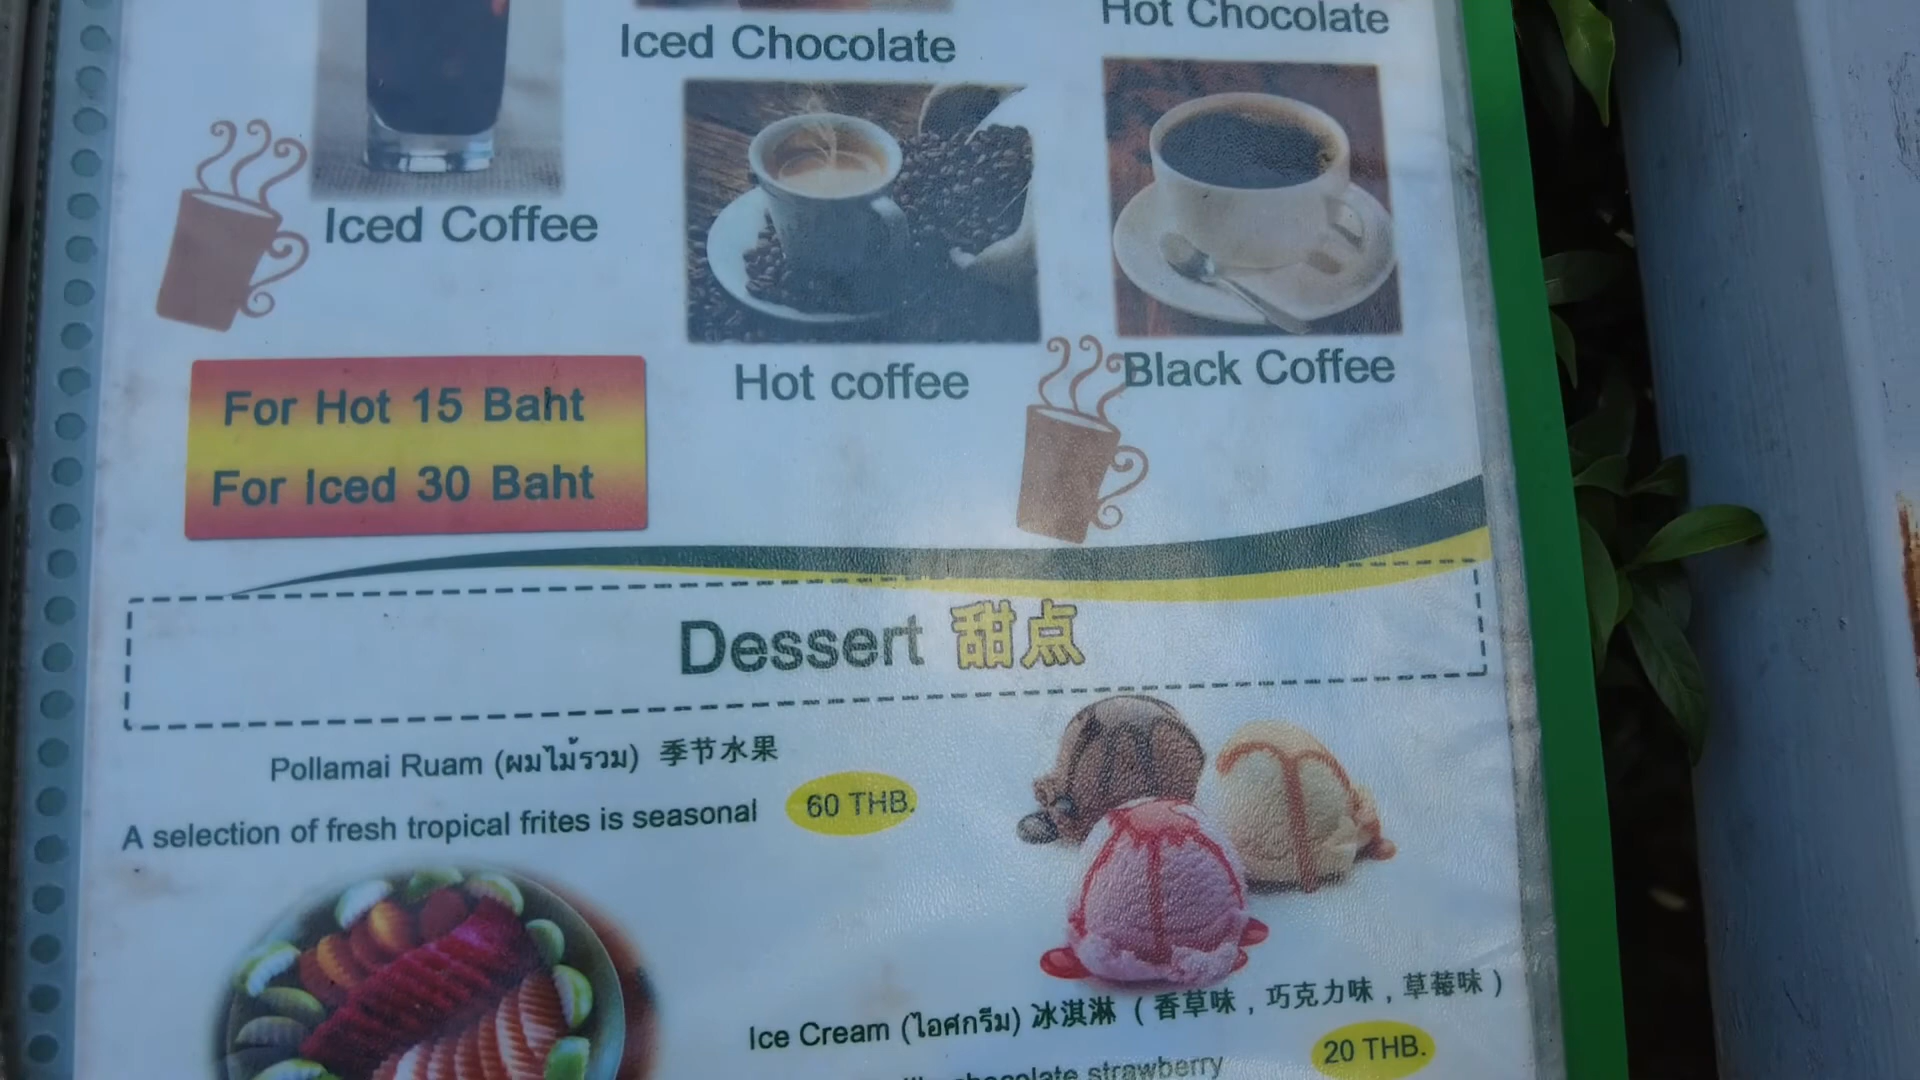 Hot Chocolate
Iced Chocolate
Iced Coffee
Black Coffee
Hot coffee
For Hot 15 Baht
For Iced 30 Baht
Dessert 甜点
Pollamai Ruam (ผมไม้รวม) 季节水果
A selection of fresh tropical frites is seasonal
60 THB.
Ice Cream (ไอศกรีม) 冰淇淋 ( 香草味 , 巧克力味 , 草莓味 )
chocolate strawberry
20 THB.